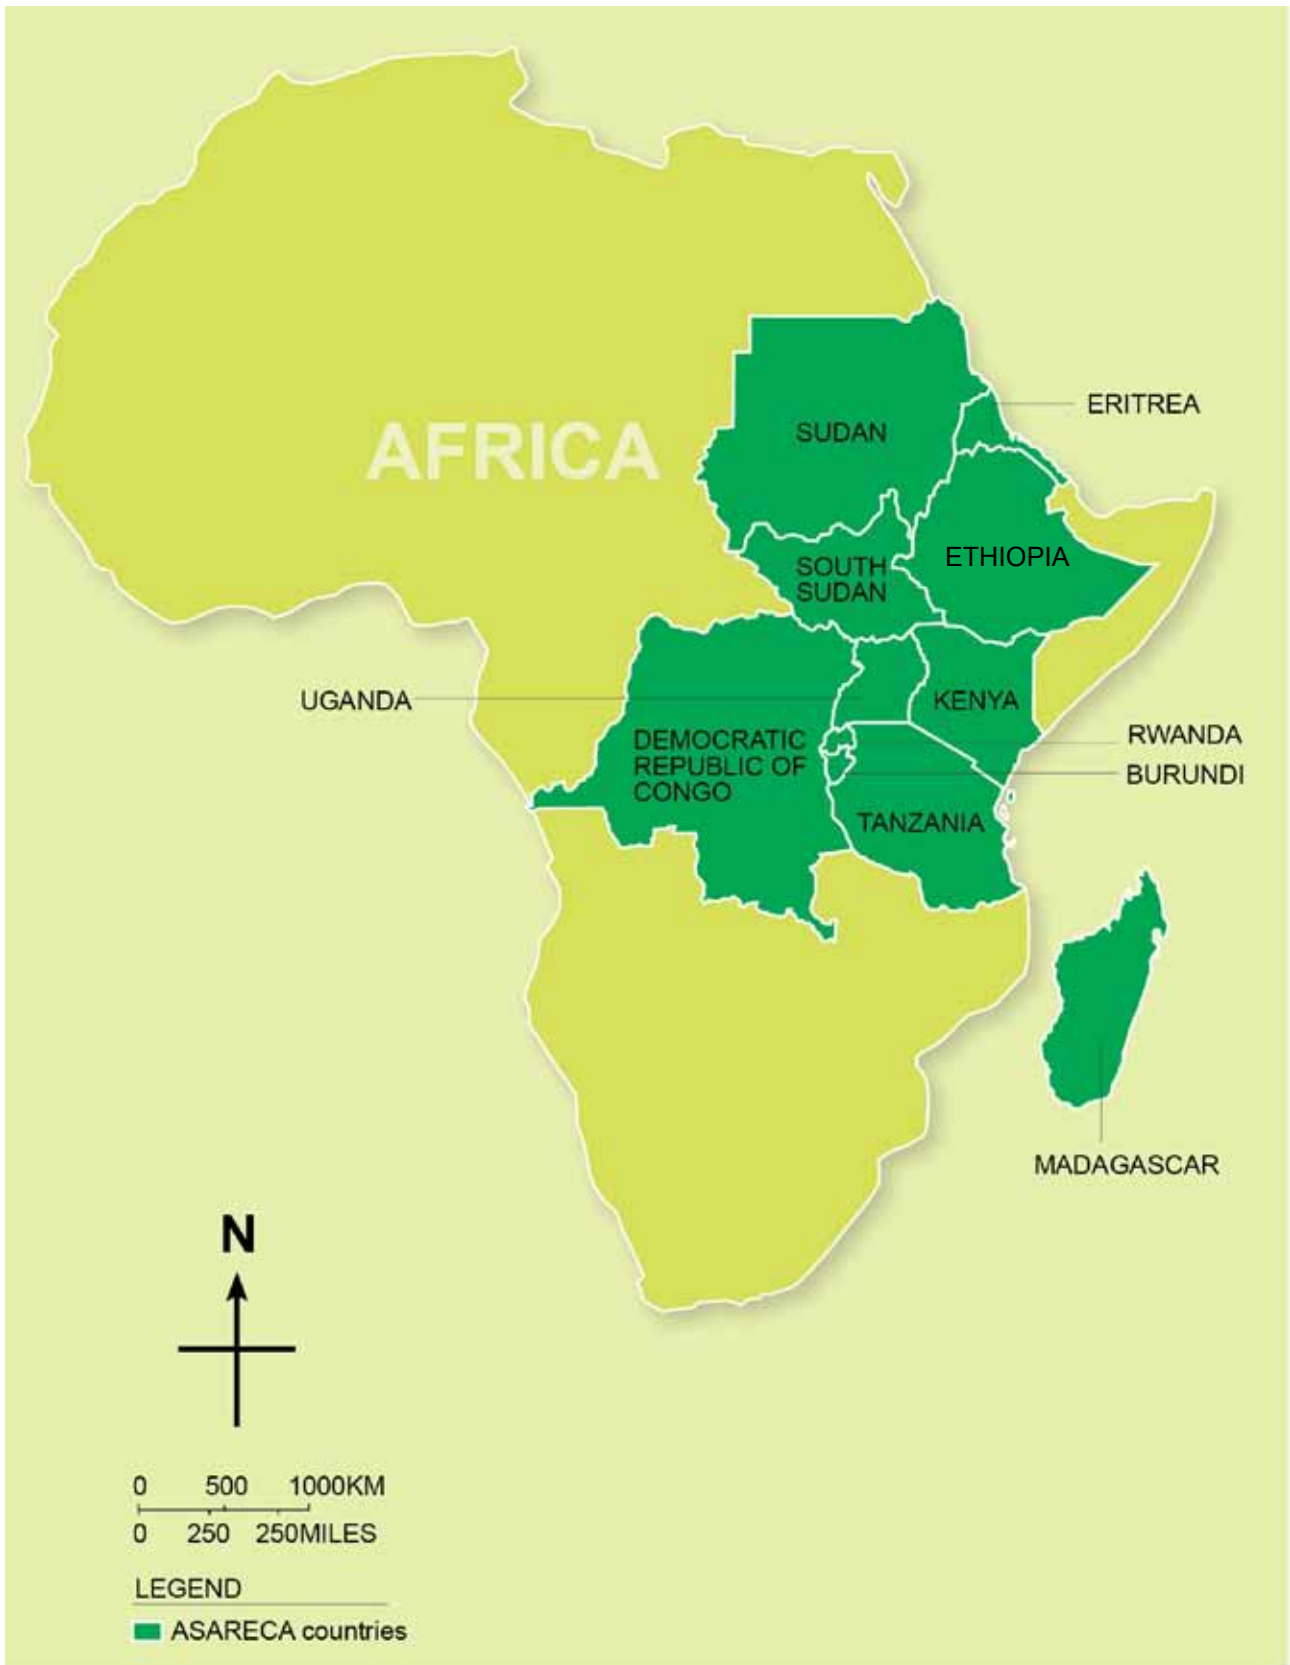 AFRICA
SUDAN
ERITREA
SOUTH
SUDAN
ETHIOPIA
UGANDA
KENYA
DEMOCRATIC
REPUBLIC OF
CONGO
RWANDA
BURUNDI
TANZANIA
MADAGASCAR
N
0 500 1000KM
0 250 250MILES
LEGEND
ASARECA countries